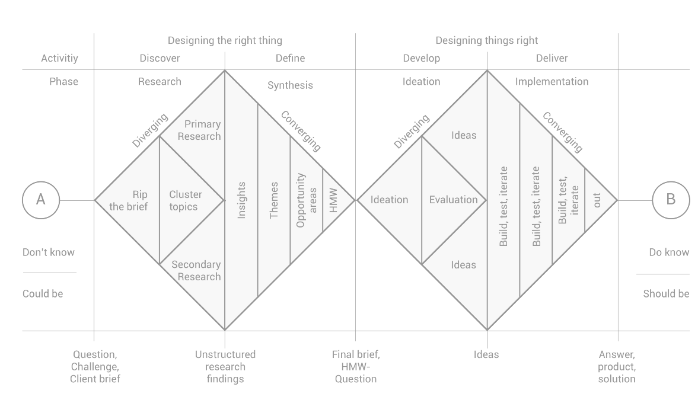 Designing the right thing
Designing things right
Activitiy
Discover
Define
Develop
Deliver
Phase
Research
Synthesis
Ideation
Implementation
Diverging
Converging
Diverging
Converging
Primary
Research
Rip
the brief
Cluster
topics
Secondary
Research
Insights
Themes
Opportunity
areas
HMW
Ideas
Ideation
Evaluation
Ideas
Build, test, iterate
Build, test, iterate
Build, test,
iterate
out
A
B
Don't know
Could be
Do know
Should be
Question,
Challenge,
Client brief
Unstructured
research
findings
Final brief,
HMW-
Question
Ideas
Answer,
product,
solution